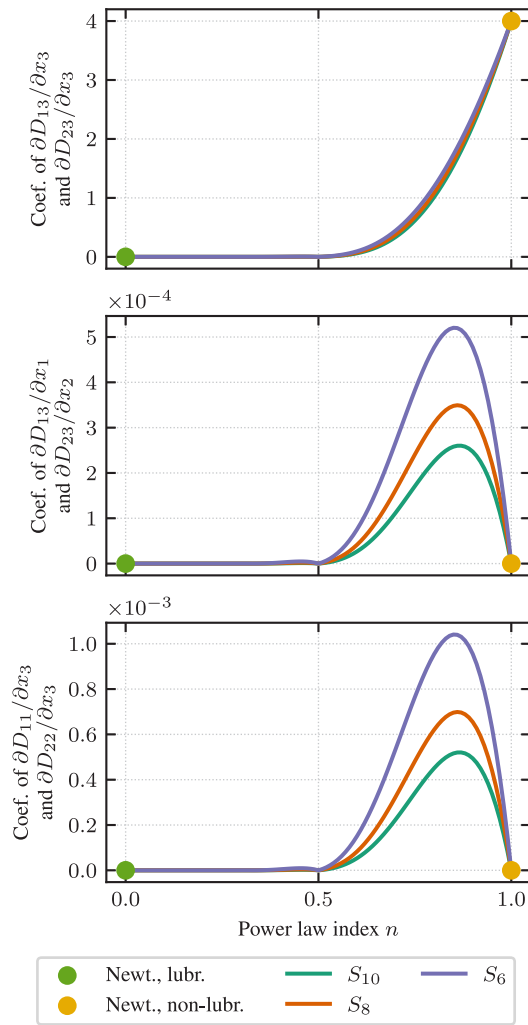 4
3
2
1
0
Coef. of ∂D₁₃/∂x₃
and ∂D₂₃/∂x₃
×10⁻⁴
5
4
3
2
1
0
Coef. of ∂D₁₃/∂x₁
and ∂D₂₃/∂x₂
×10⁻³
1.0
0.8
0.6
0.4
0.2
0.0
Coef. of ∂D₁₁/∂x₃
and ∂D₂₂/∂x₃
0.0 0.5 1.0
Power law index n
Newt., lubr. S₁₀ S₆
Newt., non-lubr. S₈